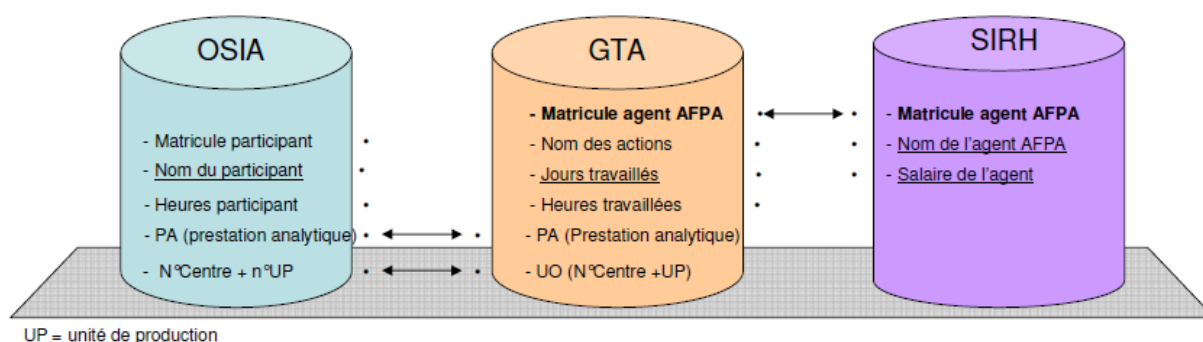 OSIA
- Matricule participant
- Nom du participant
- Heures participant
- PA (prestation analytique)
- N°Centre + n°UP
GTA
- Matricule agent AFPA
- Nom des actions
- Jours travaillés
- Heures travaillées
- PA (Prestation analytique)
- UO (N°Centre +UP)
SIRH
- Matricule agent AFPA
- Nom de l'agent AFPA
- Salaire de l'agent
UP = unité de production